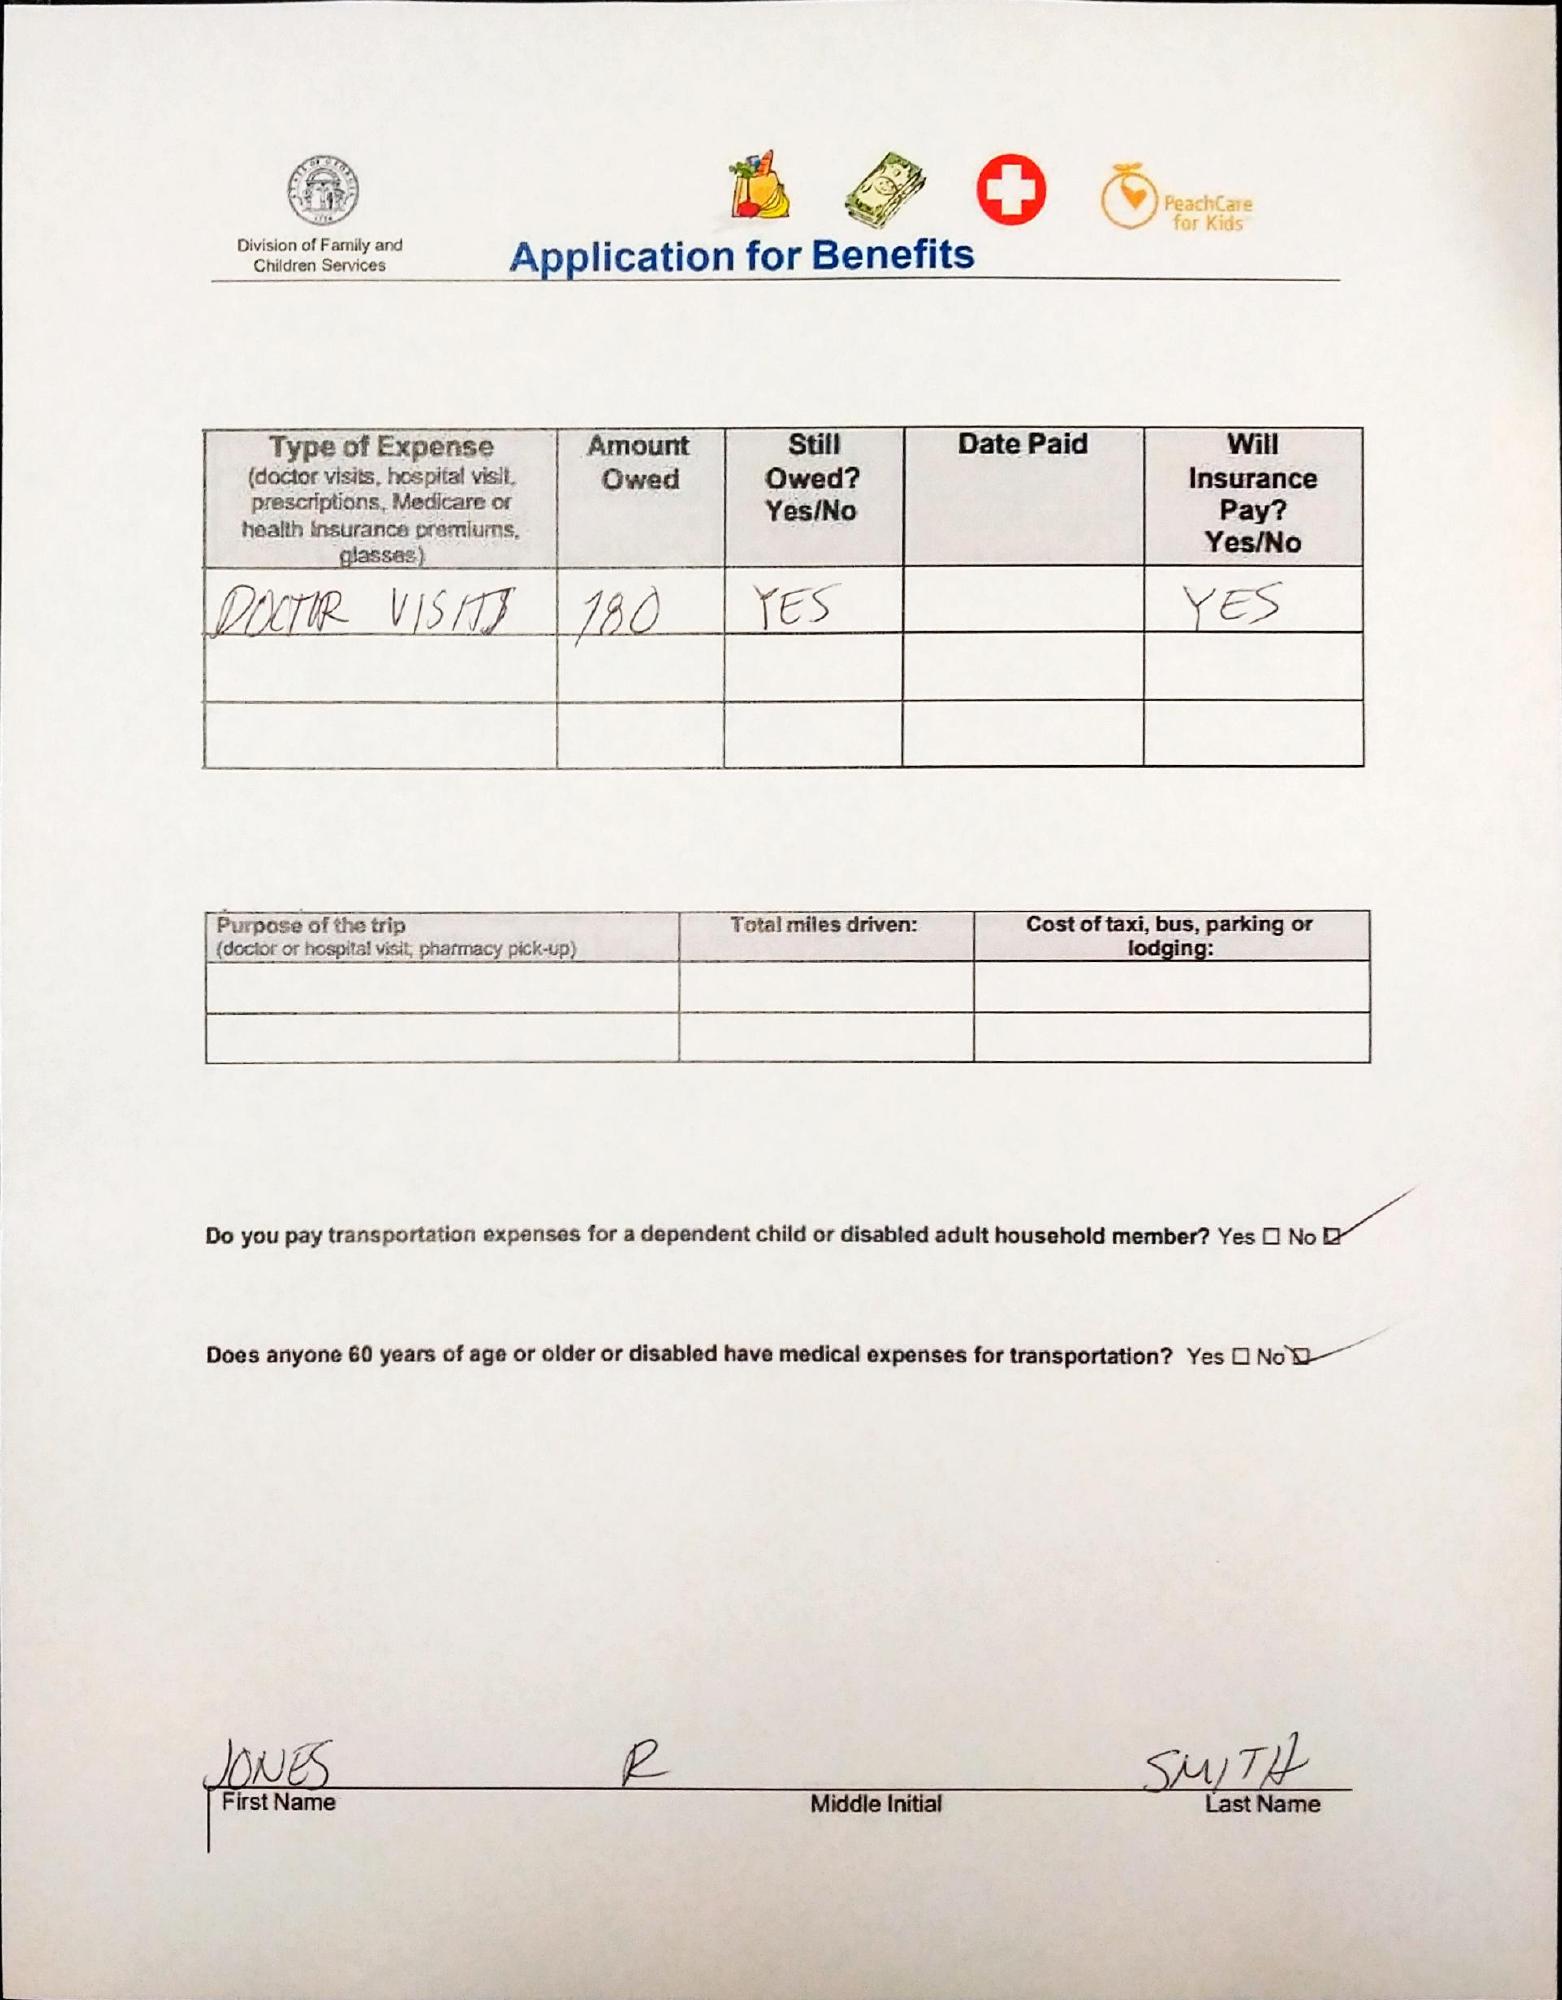 Division of Family and
Children Services
Application for Benefits
PeachCare
for Kids
Type of Expense
(doctor visits, hospital visit,
prescriptions, Medicare or
health insurance premiums,
glasses)
Amount
Owed
Still
Owed?
Yes/No
Date Paid
Will
Insurance
Pay?
Yes/No
DOCTOR VISITS 180 YES YES
Purpose of the trip
(doctor or hospital visit, pharmacy pick-up)
Total miles driven:
Cost of taxi, bus, parking or
lodging:
Do you pay transportation expenses for a dependent child or disabled adult household member? Yes ☐ No ☑
Does anyone 60 years of age or older or disabled have medical expenses for transportation? Yes ☐ No ☑
JONES R SMITH
First Name Middle Initial Last Name